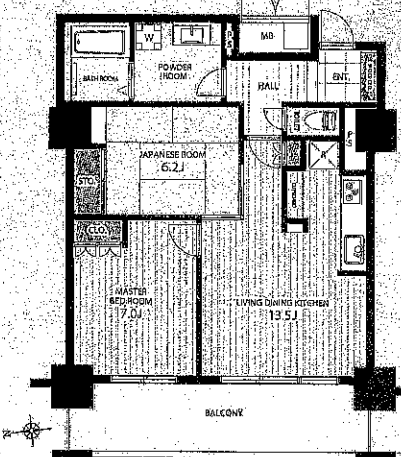 W
P.S
MB
BATH ROOM
POWDER
ROOM
HALL
ENT.
JAPANESE ROOM
6.2J
P.S
R
STO.
CLO.
MASTER
BED ROOM
7.0J
LIVING DINING KITCHEN
13.5J
BALCONY